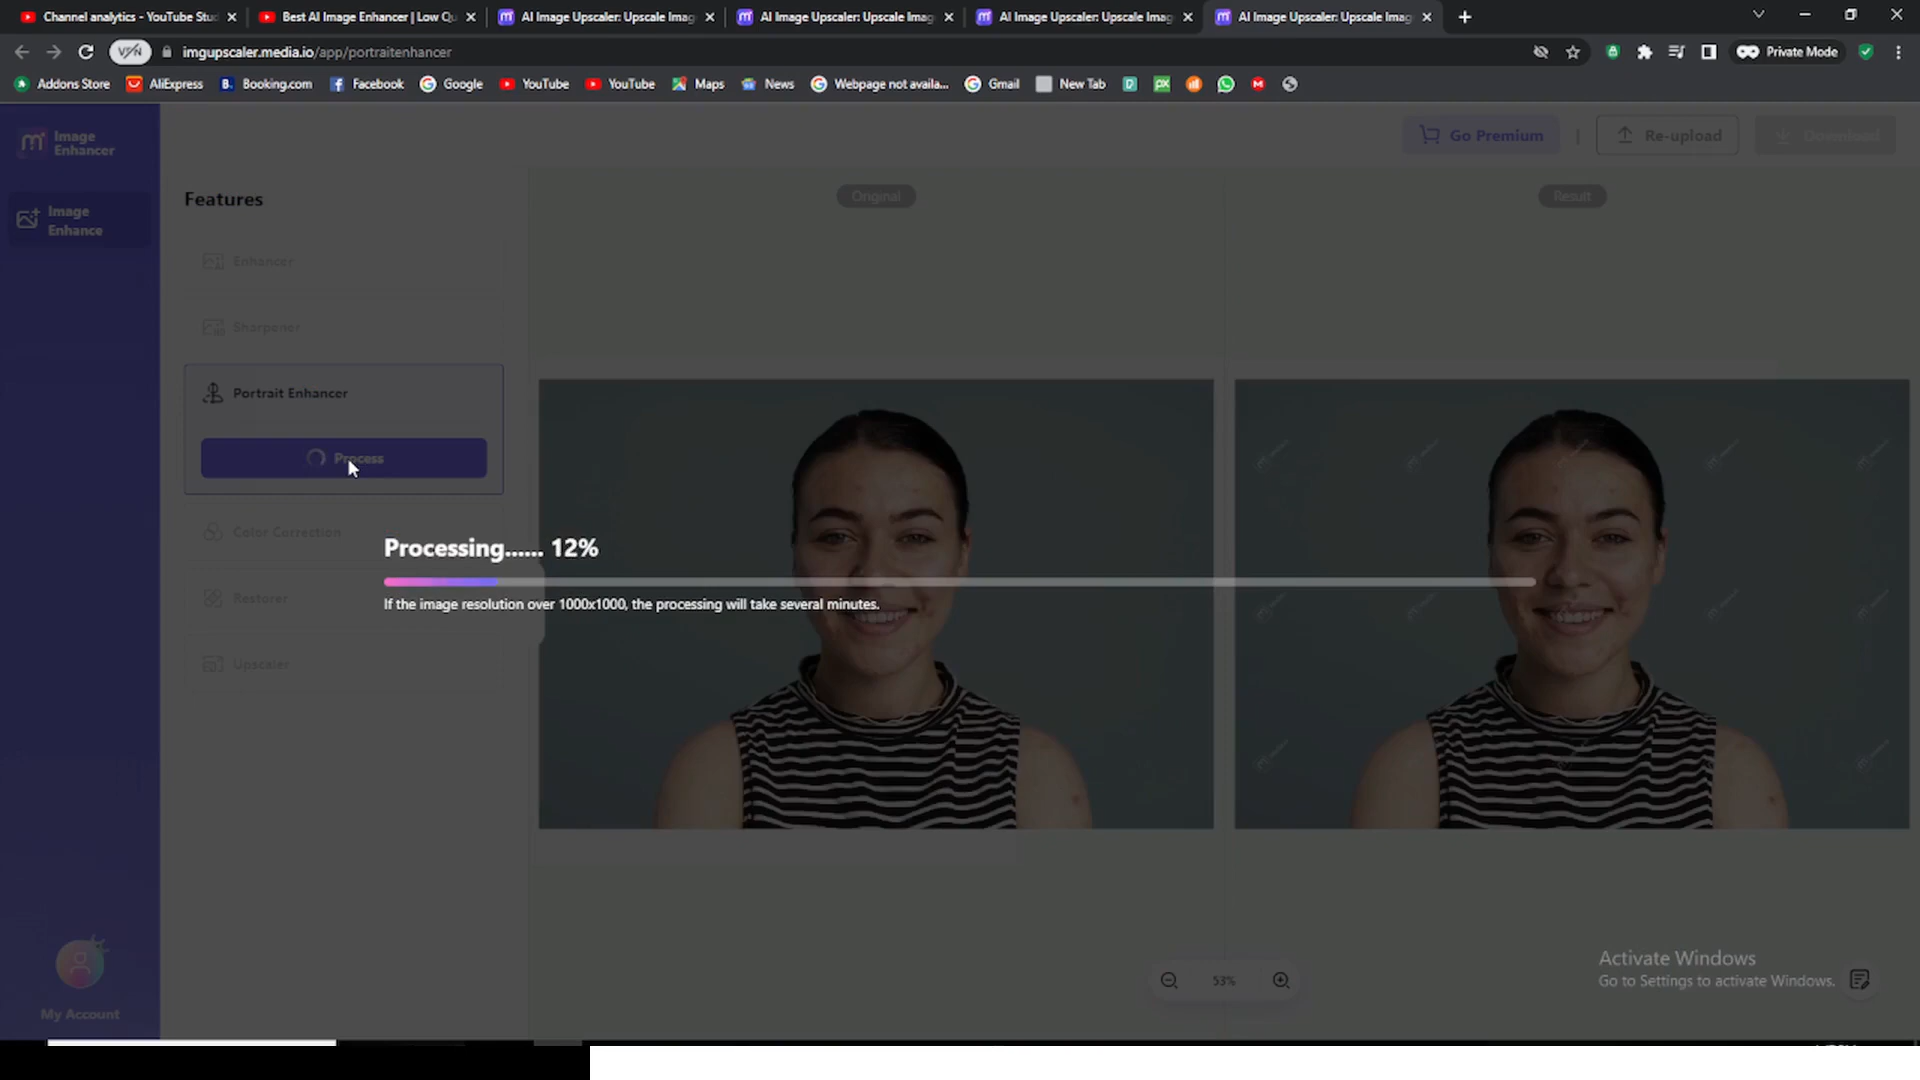 Channel analytics - YouTube Stu
Best AI Image Enhancer | Low Qu
AI Image Upscaler: Upscale Imag
AI Image Upscaler: Upscale Imag
AI Image Upscaler: Upscale Imag
AI Image Upscaler: Upscale Imag
VPN
imgupscaler.media.io/app/portraitenhancer
Private Mode
Addons Store
AliExpress
B.
Booking.com
Facebook
Google
YouTube
YouTube
Maps
News
Webpage not availa...
Gmail
New Tab
Image
Enhancer
Go Premium
Re-upload
Download
Image
Enhance
Features
Original
Result
Enhancer
Sharpener
Portrait Enhancer
Process
Color Correction
Processing...... 12%
Restorer
If the image resolution over 1000x1000, the processing will take several minutes.
Upscaler
Activate Windows
Go to Settings to activate Windows.
53%
My Account